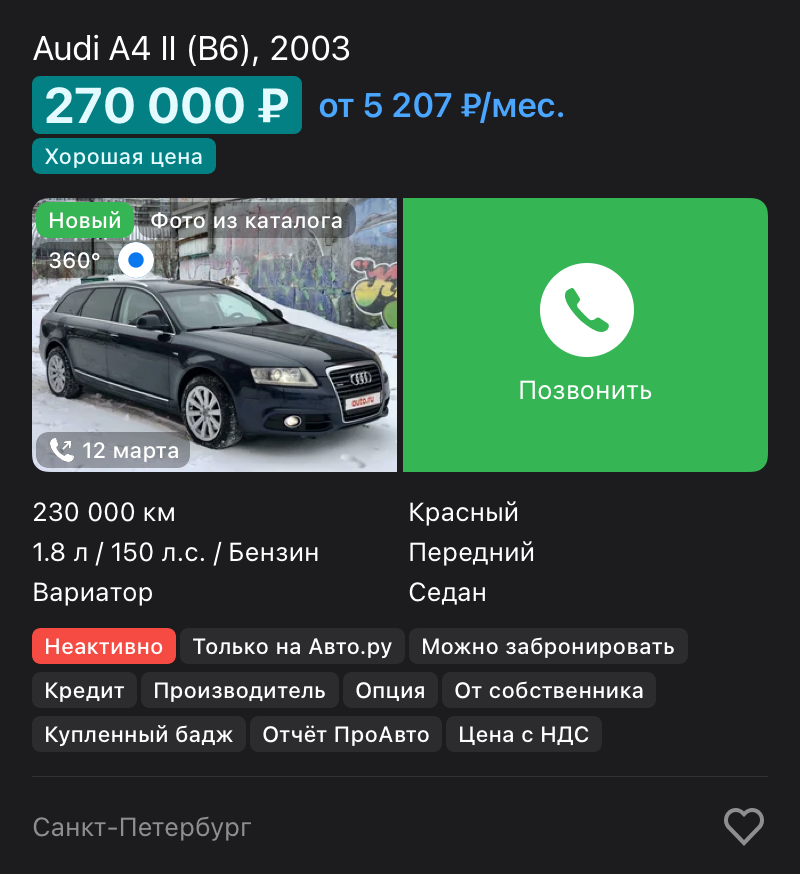 Audi A4 II (B6), 2003
270 000 ₽ от 5 207 ₽/мес.
Хорошая цена
Новый Фото из каталога
360°
auto.ru
12 марта
Позвонить
230 000 км Красный
1.8 л / 150 л.с. / Бензин Передний
Вариатор Седан
Неактивно Только на Авто.ру Можно забронировать
Кредит Производитель Опция От собственника
Купленный бадж Отчёт ПроАвто Цена с НДС
Санкт-Петербург